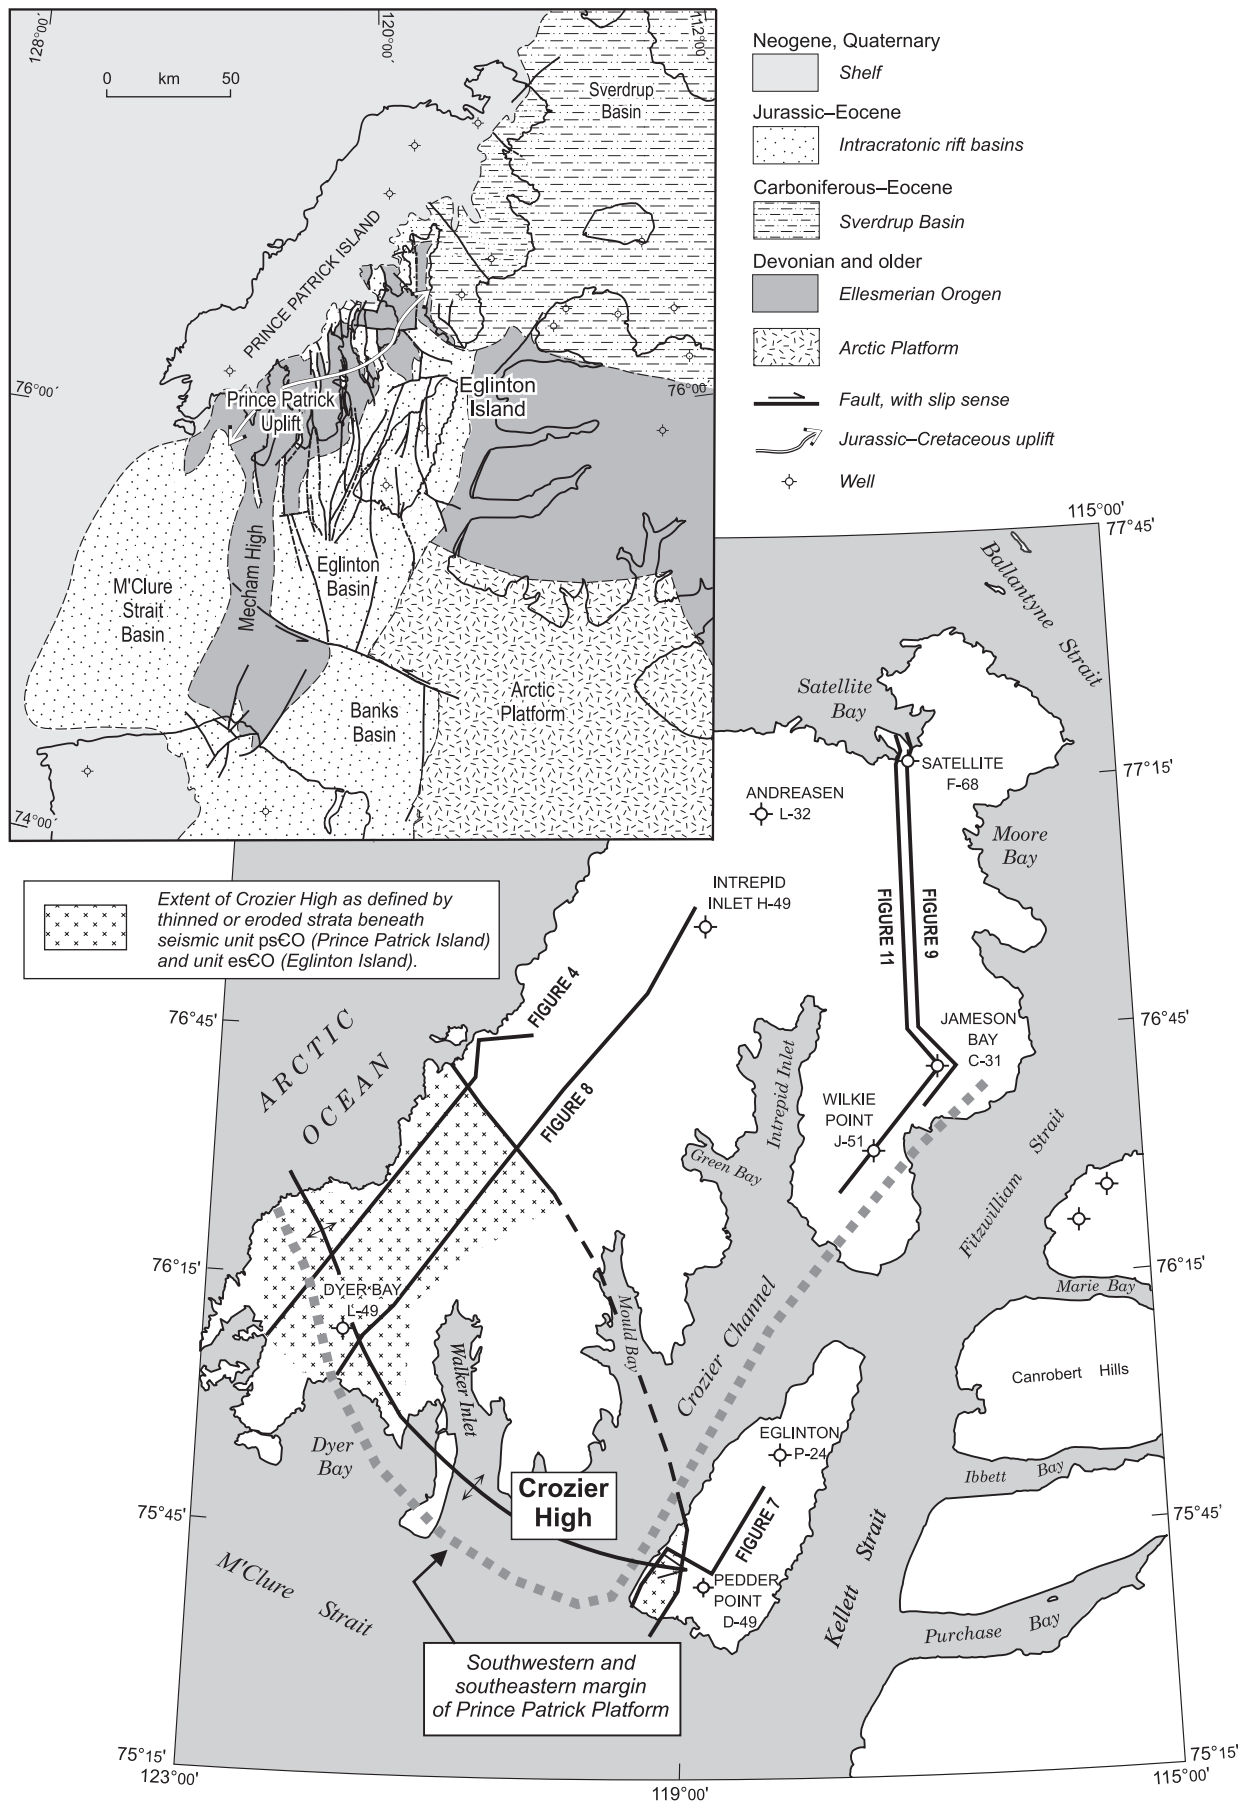 128°00´
120°00´
112°00´
0 km 50
Sverdrup
Basin
PRINCE PATRICK ISLAND
76°00´
76°00´
Prince Patrick
Uplift
Eglinton
Island
Mecham High
Eglinton
Basin
M'Clure
Strait
Basin
Banks
Basin
Arctic
Platform
74°00´
Neogene, Quaternary
Shelf
Jurassic–Eocene
Intracratonic rift basins
Carboniferous–Eocene
Sverdrup Basin
Devonian and older
Ellesmerian Orogen
Arctic Platform
Fault, with slip sense
Jurassic–Cretaceous uplift
Well
115°00'
77°45'
Ballantyne Strait
Satellite
Bay
SATELLITE
F-68
77°15'
ANDREASEN
L-32
Moore
Bay
INTREPID
INLET H-49
FIGURE 11
FIGURE 9
Extent of Crozier High as defined by
thinned or eroded strata beneath
seismic unit psЄO (Prince Patrick Island)
and unit esЄO (Eglinton Island).
76°45'
76°45'
ARCTIC
OCEAN
FIGURE 4
FIGURE 8
JAMESON
BAY
C-31
Intrepid Inlet
WILKIE
POINT
J-51
Green Bay
Fitzwilliam Strait
76°15'
76°15'
DYER BAY
L-49
Mould Bay
Marie Bay
Crozier Channel
Walker Inlet
Canrobert Hills
Dyer
Bay
EGLINTON
P-24
Ibbett Bay
Crozier
High
75°45'
75°45'
FIGURE 7
Kellett Strait
M'Clure Strait
PEDDER
POINT
D-49
Purchase Bay
Southwestern and
southeastern margin
of Prince Patrick Platform
75°15'
75°15'
123°00'
119°00'
115°00'